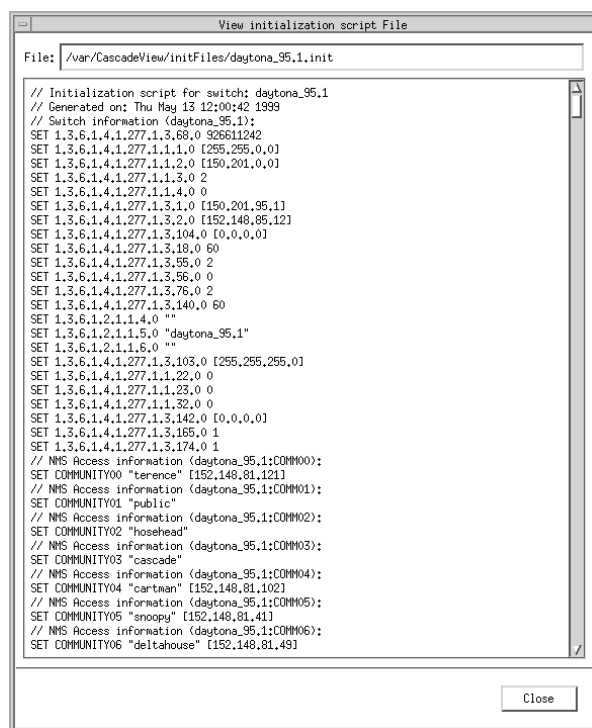 View initialization script File
File: /var/CascadeView/initFiles/daytona_95.1.init
// Initialization script for switch: daytona_95.1
// Generated on: Thu May 13 12:00:42 1999
// Switch information (daytona_95.1):
SET 1.3.6.1.4.1.277.1.3.68.0 926611242
SET 1.3.6.1.4.1.277.1.1.1.0 [255.255.0.0]
SET 1.3.6.1.4.1.277.1.1.2.0 [150.201.0.0]
SET 1.3.6.1.4.1.277.1.1.3.0 2
SET 1.3.6.1.4.1.277.1.1.4.0 0
SET 1.3.6.1.4.1.277.1.3.1.0 [150.201.95.1]
SET 1.3.6.1.4.1.277.1.3.2.0 [152.148.85.12]
SET 1.3.6.1.4.1.277.1.3.104.0 [0.0.0.0]
SET 1.3.6.1.4.1.277.1.3.18.0 60
SET 1.3.6.1.4.1.277.1.3.55.0 2
SET 1.3.6.1.4.1.277.1.3.56.0 0
SET 1.3.6.1.4.1.277.1.3.76.0 2
SET 1.3.6.1.4.1.277.1.3.140.0 60
SET 1.3.6.1.2.1.1.4.0 ""
SET 1.3.6.1.2.1.1.5.0 "daytona_95.1"
SET 1.3.6.1.2.1.1.6.0 ""
SET 1.3.6.1.4.1.277.1.3.103.0 [255.255.255.0]
SET 1.3.6.1.4.1.277.1.1.22.0 0
SET 1.3.6.1.4.1.277.1.1.23.0 0
SET 1.3.6.1.4.1.277.1.1.32.0 0
SET 1.3.6.1.4.1.277.1.3.142.0 [0.0.0.0]
SET 1.3.6.1.4.1.277.1.3.165.0 1
SET 1.3.6.1.4.1.277.1.3.174.0 1
// NMS Access information (daytona_95.1:COMM00):
SET COMMUNITY00 "terence" [152.148.81.121]
// NMS Access information (daytona_95.1:COMM01):
SET COMMUNITY01 "public"
// NMS Access information (daytona_95.1:COMM02):
SET COMMUNITY02 "hosehead"
// NMS Access information (daytona_95.1:COMM03):
SET COMMUNITY03 "cascade"
// NMS Access information (daytona_95.1:COMM04):
SET COMMUNITY04 "cartman" [152.148.81.102]
// NMS Access information (daytona_95.1:COMM05):
SET COMMUNITY05 "snoopy" [152.148.81.41]
// NMS Access information (daytona_95.1:COMM06):
SET COMMUNITY06 "deltahouse" [152.148.81.49]
Close